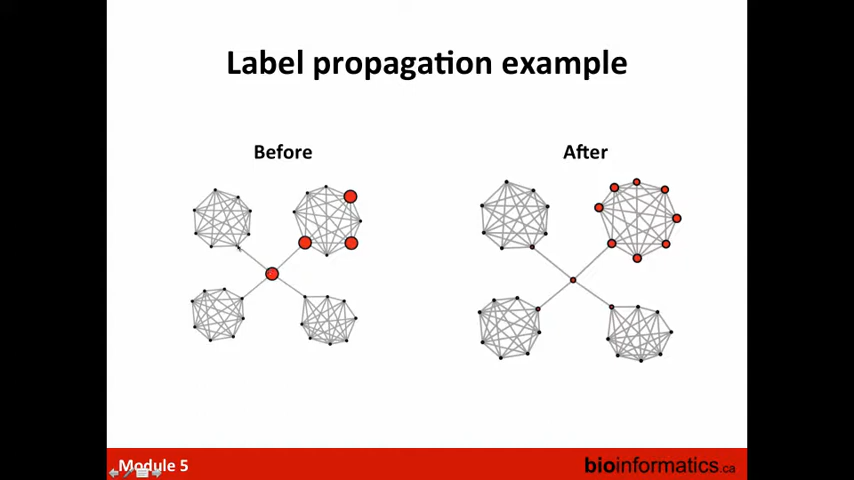 Label propagation example
Before
After
Module 5
bioinformatics.ca